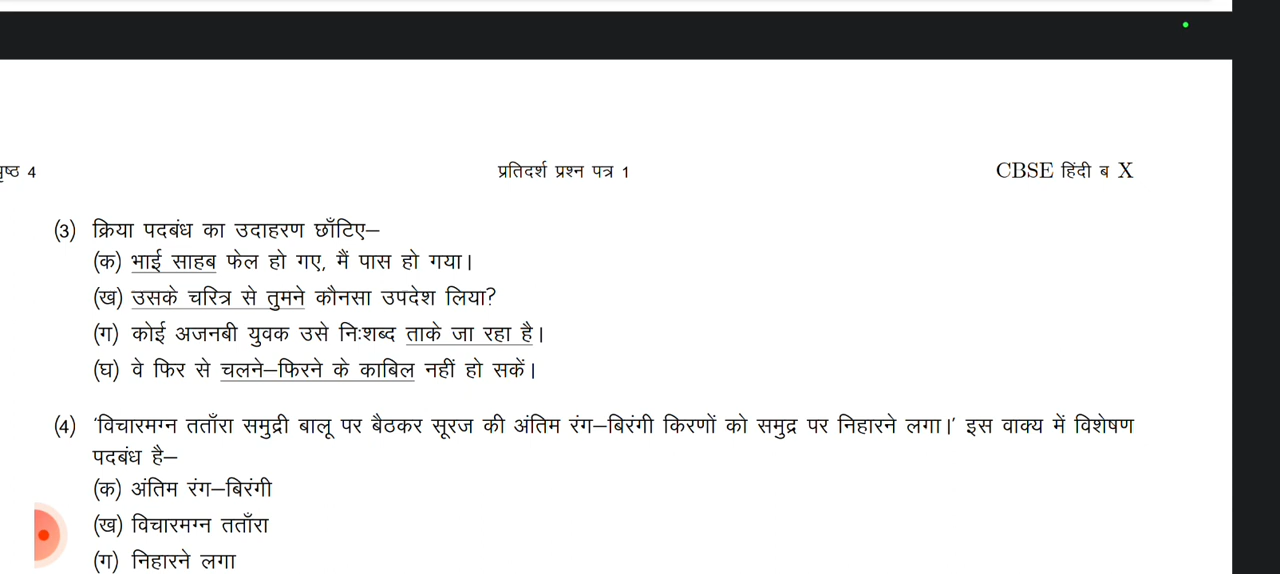 पृष्ठ 4 प्रतिदर्श प्रश्न पत्र 1 CBSE हिंदी ब X
(3) क्रिया पदबंध का उदाहरण छाँटिए–
(क) भाई साहब फेल हो गए, मैं पास हो गया।
(ख) उसके चरित्र से तुमने कौनसा उपदेश लिया?
(ग) कोई अजनबी युवक उसे निःशब्द ताके जा रहा है।
(घ) वे फिर से चलने–फिरने के काबिल नहीं हो सकें।
(4) 'विचारमग्न तताँरा समुद्री बालू पर बैठकर सूरज की अंतिम रंग–बिरंगी किरणों को समुद्र पर निहारने लगा।' इस वाक्य में विशेषण
पदबंध है–
(क) अंतिम रंग–बिरंगी
(ख) विचारमग्न तताँरा
(ग) निहारने लगा